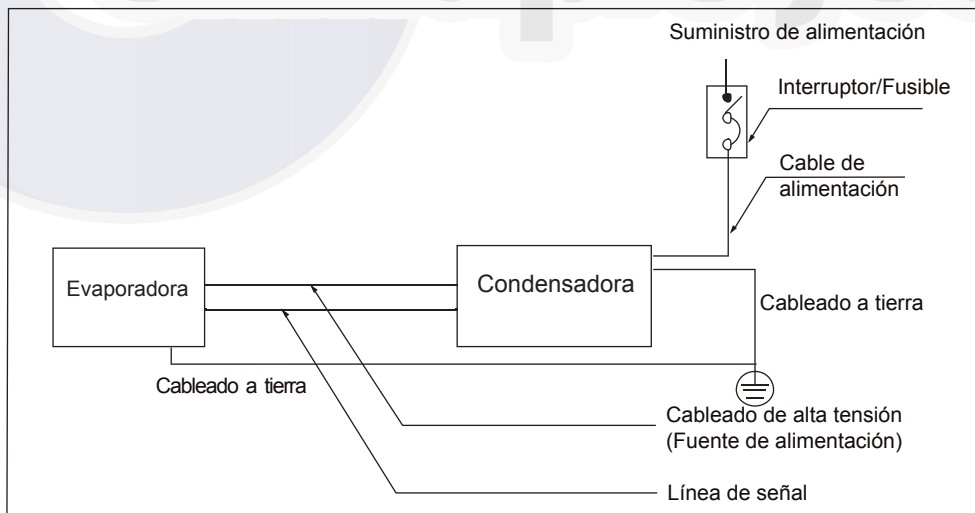 Suministro de alimentación
Interruptor/Fusible
Cable de
alimentación
Evaporadora
Condensadora
Cableado a tierra
Cableado a tierra
Cableado de alta tensión
(Fuente de alimentación)
Línea de señal